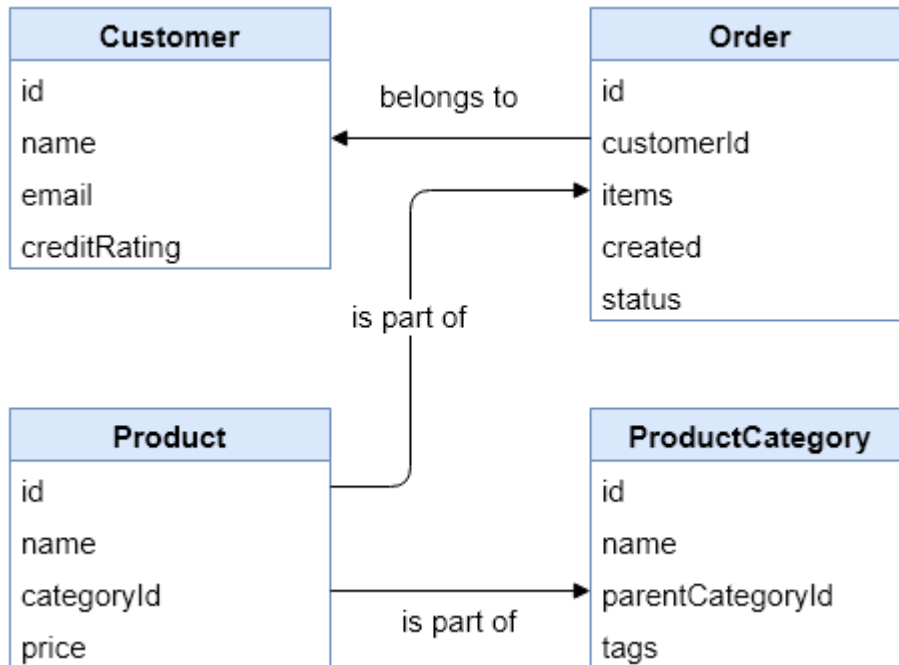 Customer
id
name
email
creditRating
belongs to
Order
id
customerId
items
created
status
is part of
Product
id
name
categoryId
price
is part of
ProductCategory
id
name
parentCategoryId
tags